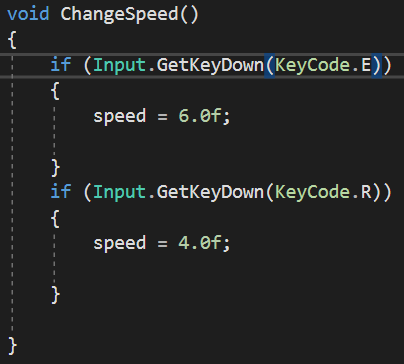 void ChangeSpeed()
{
    if (Input.GetKeyDown(KeyCode.E))
    {
        speed = 6.0f;

    }
    if (Input.GetKeyDown(KeyCode.R))
    {
        speed = 4.0f;

    }

}